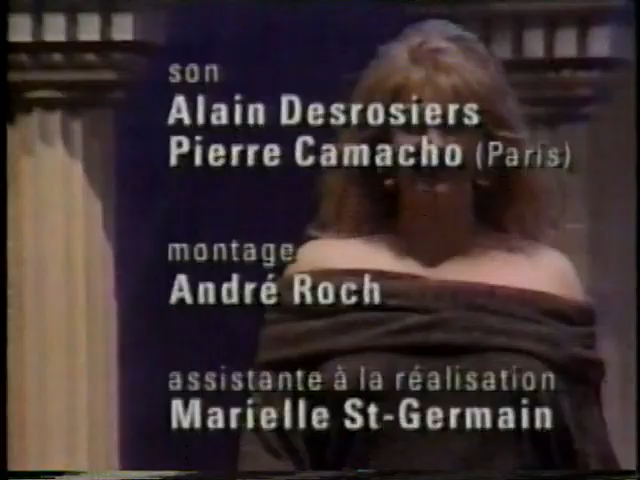 son
Alain Desrosiers
Pierre Camacho (Paris)
montage
André Roch
assistante à la réalisation
Marielle St-Germain